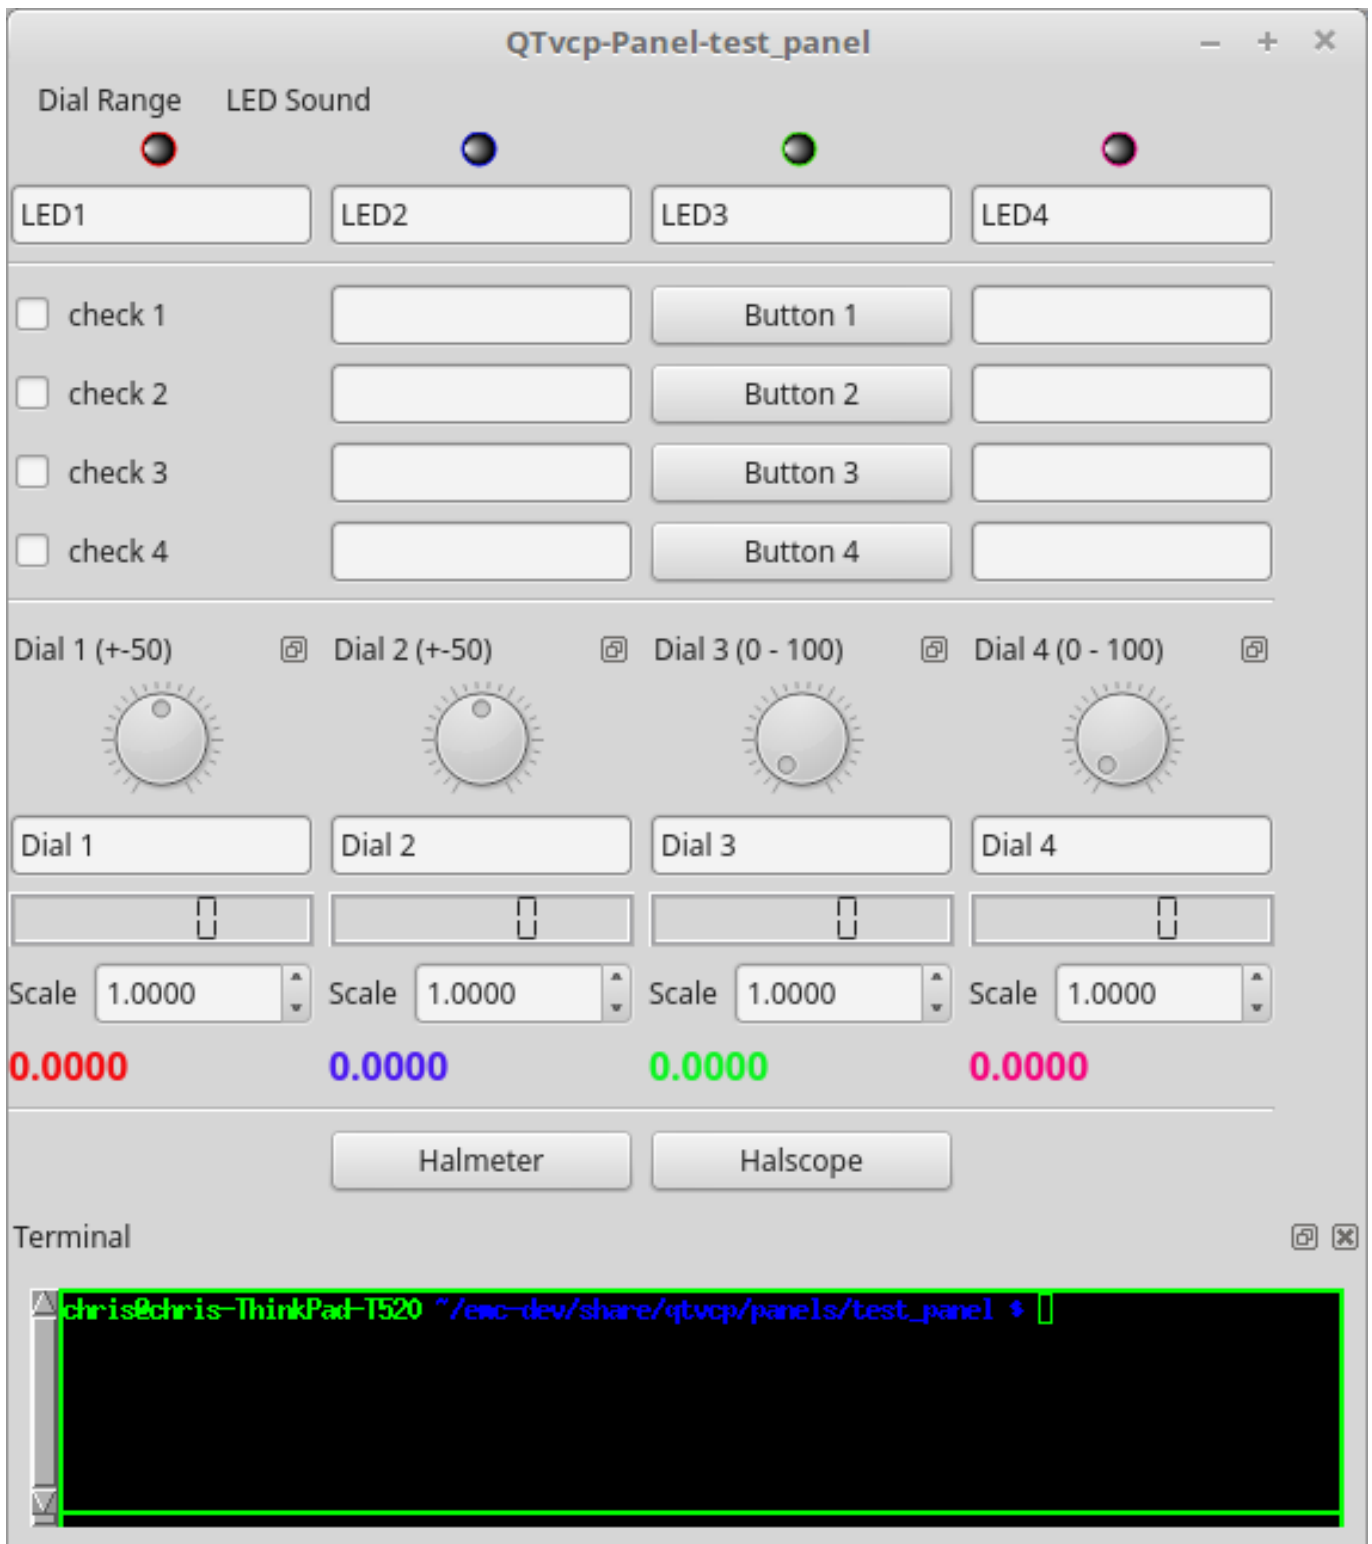 QTvcp-Panel-test_panel
Dial Range LED Sound
LED1 LED2 LED3 LED4
check 1 Button 1
check 2 Button 2
check 3 Button 3
check 4 Button 4
Dial 1 (+-50) Dial 2 (+-50) Dial 3 (0 - 100) Dial 4 (0 - 100)
Dial 1 Dial 2 Dial 3 Dial 4
0 0 0 0
Scale 1.0000 Scale 1.0000 Scale 1.0000 Scale 1.0000
0.0000 0.0000 0.0000 0.0000
Halmeter Halscope
Terminal
chris@chris-ThinkPad-T520 ~/emc-dev/share/qtvcp/panels/test_panel $